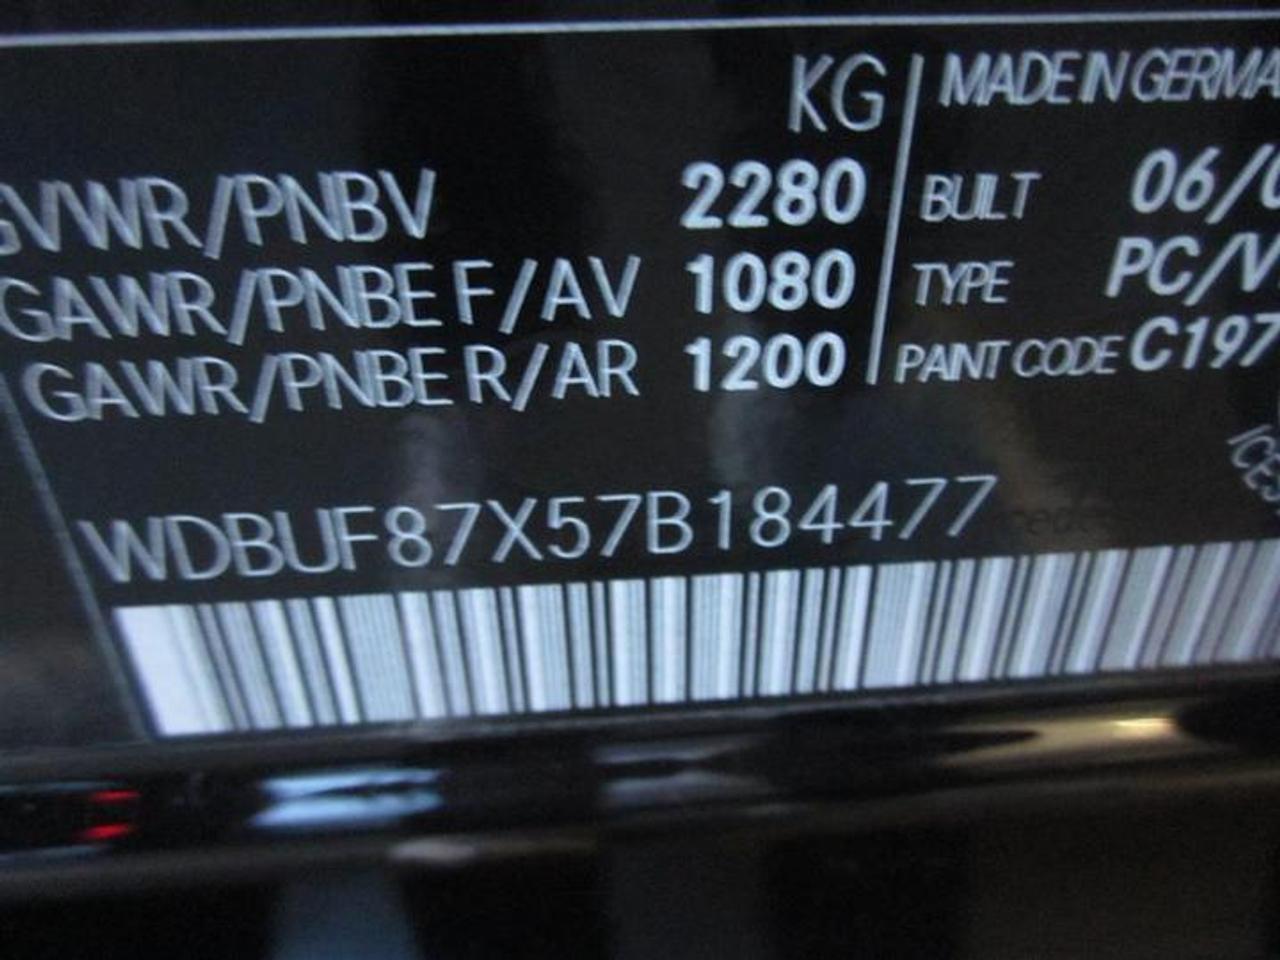 KG
GVWR/PNBV 2280
GAWR/PNBE F/AV 1080
GAWR/PNBE R/AR 1200
MADE IN GERMA
BUILT 06/0
TYPE PC/V
PANT CODE C197
WDBUF87X57B184477